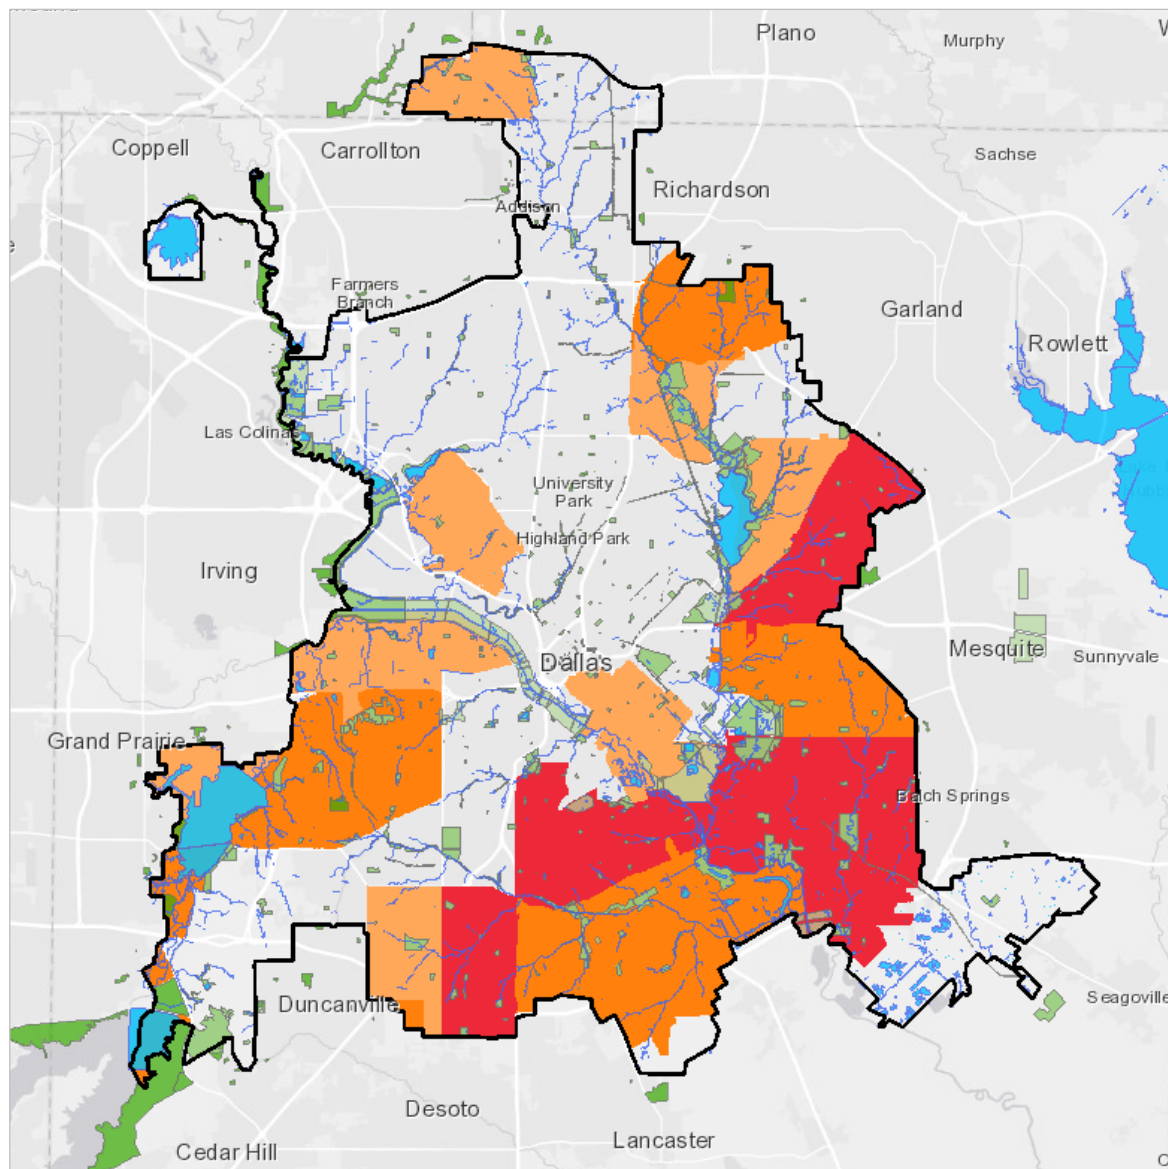 Plano
Murphy
Coppell
Carrollton
Sachse
Richardson
Addison
Farmers
Branch
Garland
Rowlett
Las Colinas
University
Park
Highland Park
Irving
Mesquite
Sunnyvale
Dallas
Grand Prairie
Balch Springs
Duncanville
Seagoville
Desoto
Lancaster
Cedar Hill